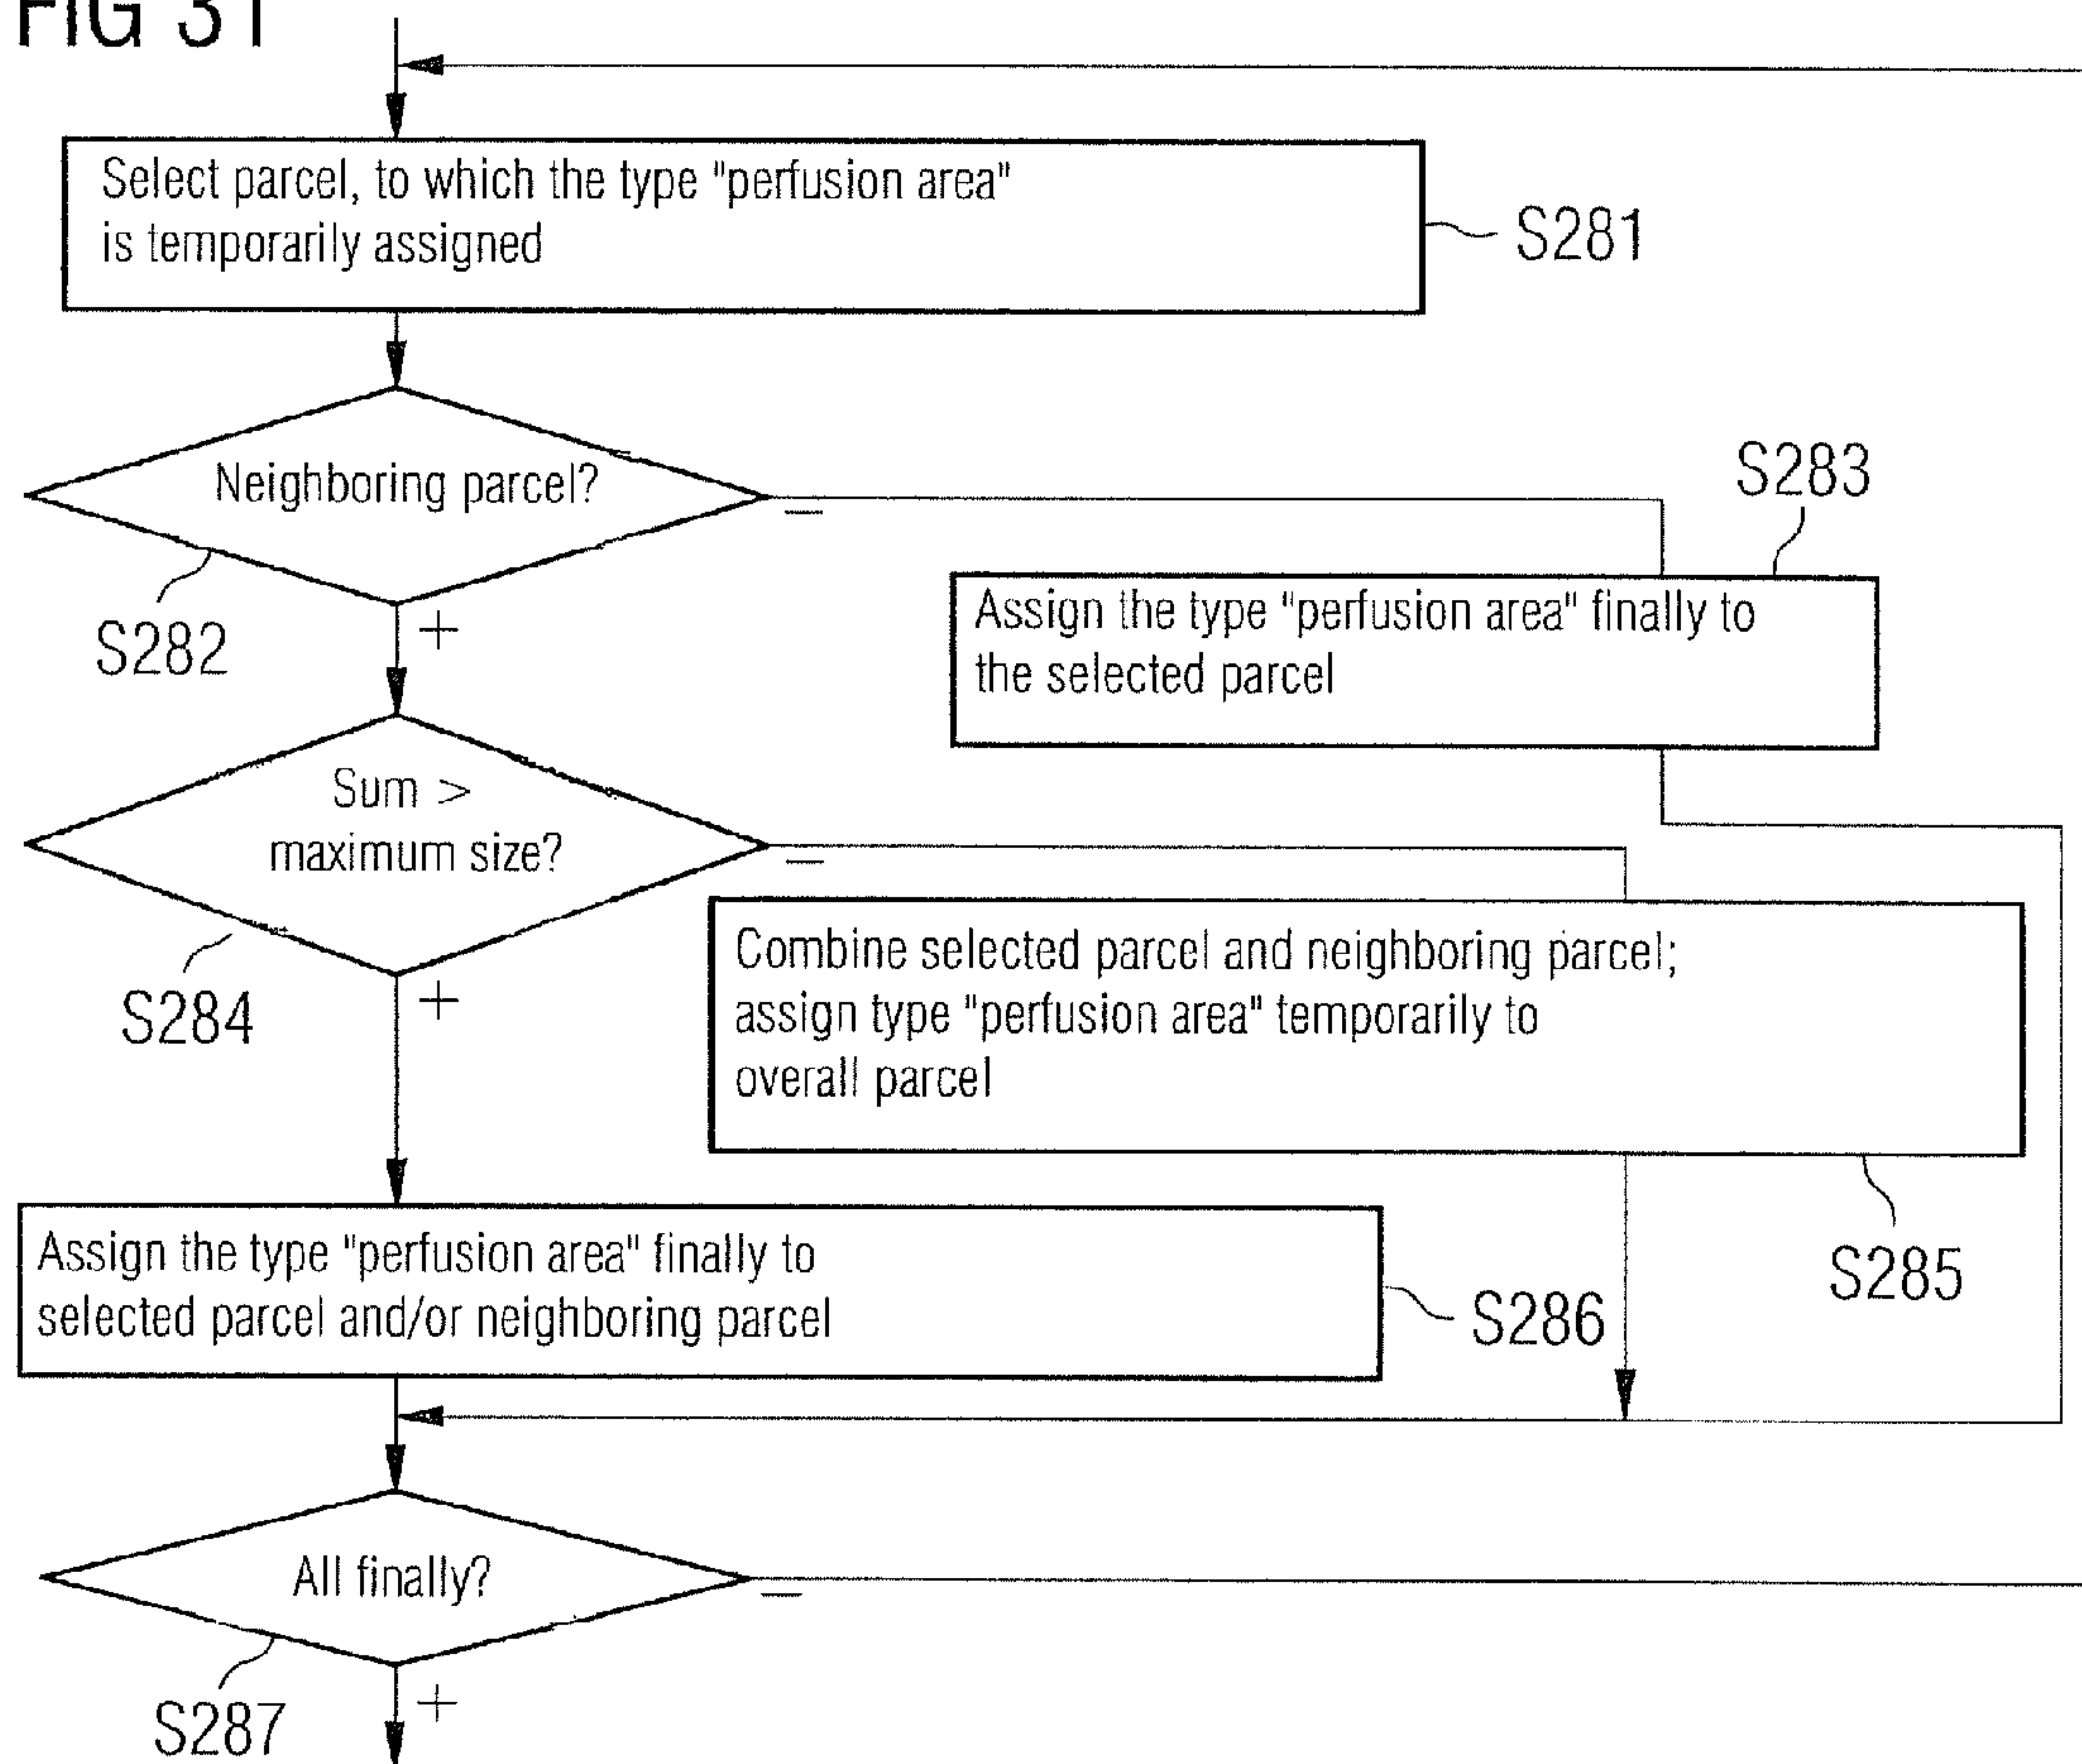 FIG 31
Select parcel, to which the type "perfusion area"
is temporarily assigned
S281
Neighboring parcel?
–
S282
+
S283
Assign the type "perfusion area" finally to
the selected parcel
Sum >
maximum size?
–
S284
+
Combine selected parcel and neighboring parcel;
assign type "perfusion area" temporarily to
overall parcel
S285
Assign the type "perfusion area" finally to
selected parcel and/or neighboring parcel
S286
All finally?
–
S287
+